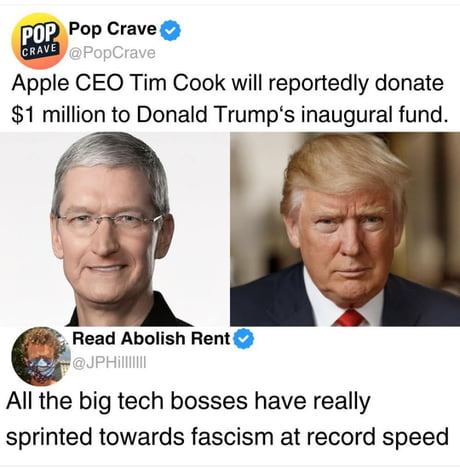 POP
CRAVE
Pop Crave
@PopCrave
Apple CEO Tim Cook will reportedly donate
$1 million to Donald Trump‘s inaugural fund.
Read Abolish Rent
@JPHilllllll
All the big tech bosses have really
sprinted towards fascism at record speed